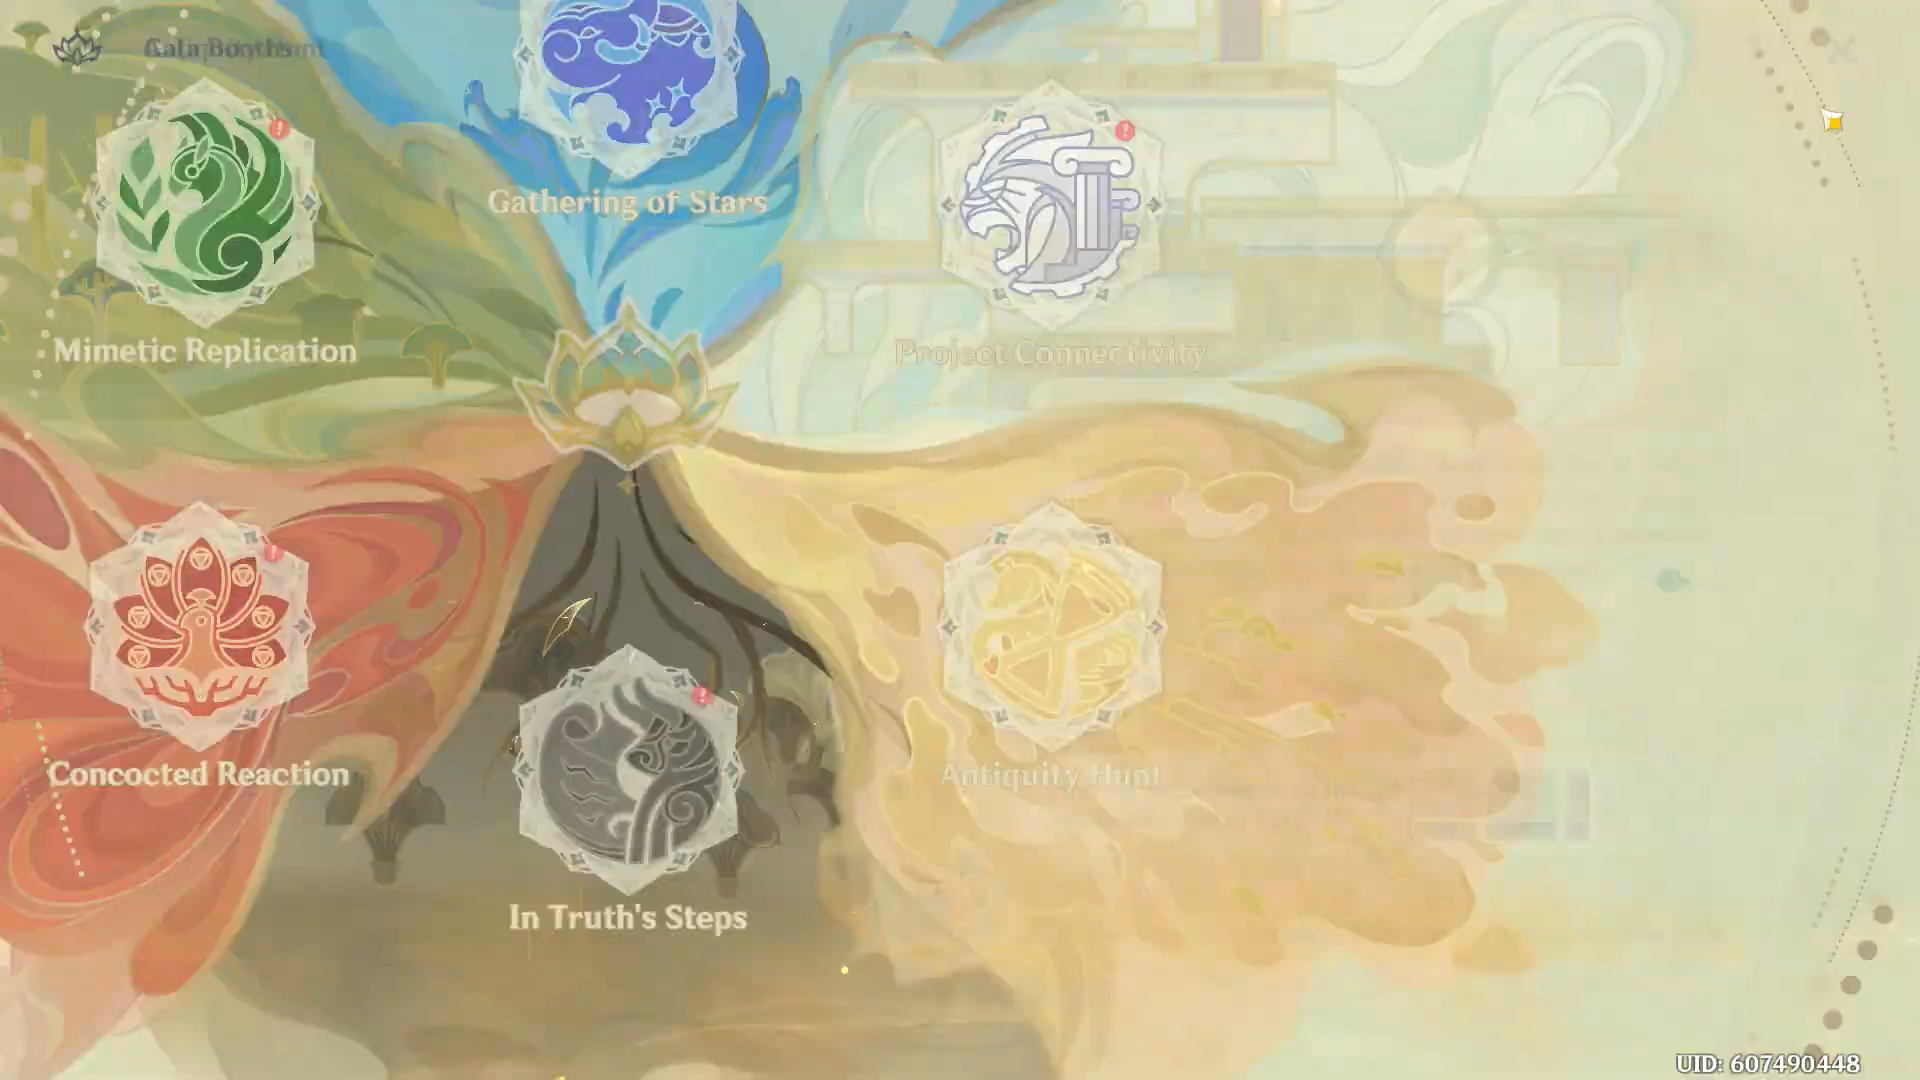 Gathering of Stars
Mimetic Replication
Project Connectivity
Concocted Reaction
Antiquity Hunt
In Truth's Steps
UID: 607490448